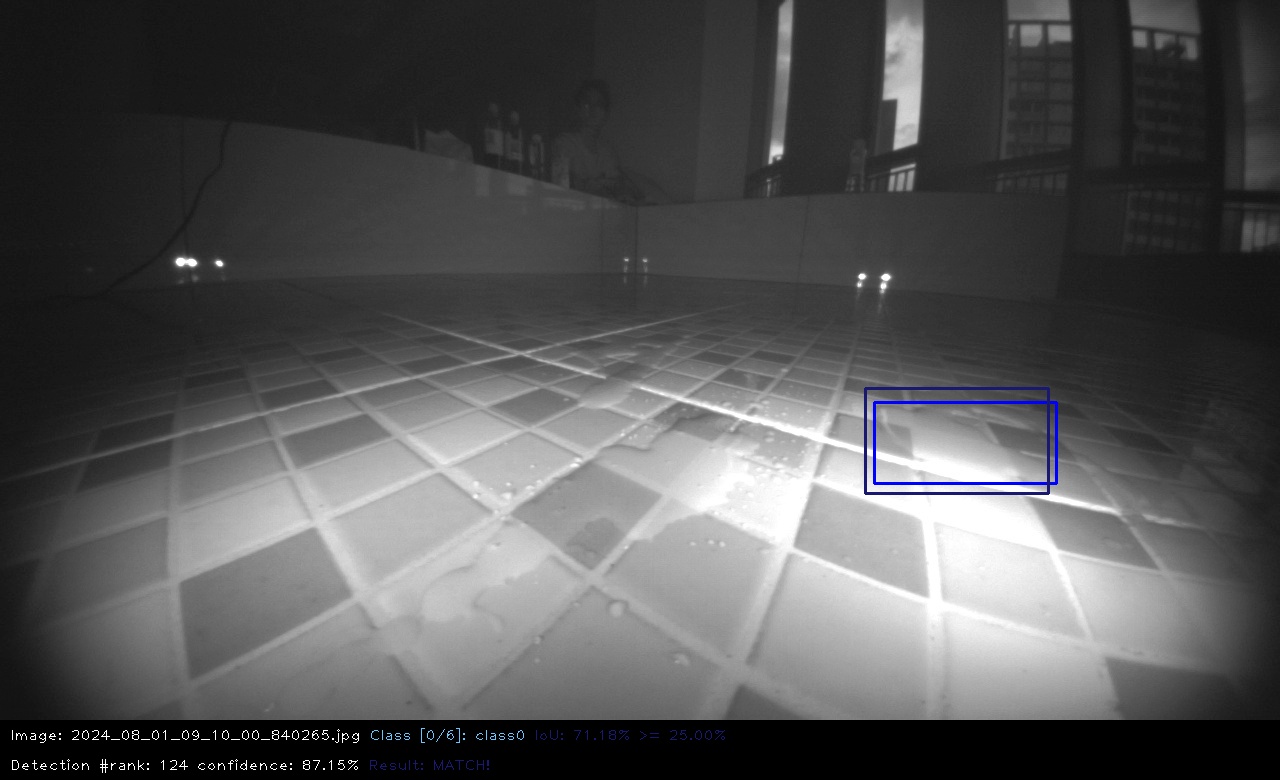 Image: 2024_08_01_09_10_00_840265.jpg Class [0/6]: class0 IoU: 71.18% >= 25.00%
Detection #rank: 124 confidence: 87.15% Result: MATCH!